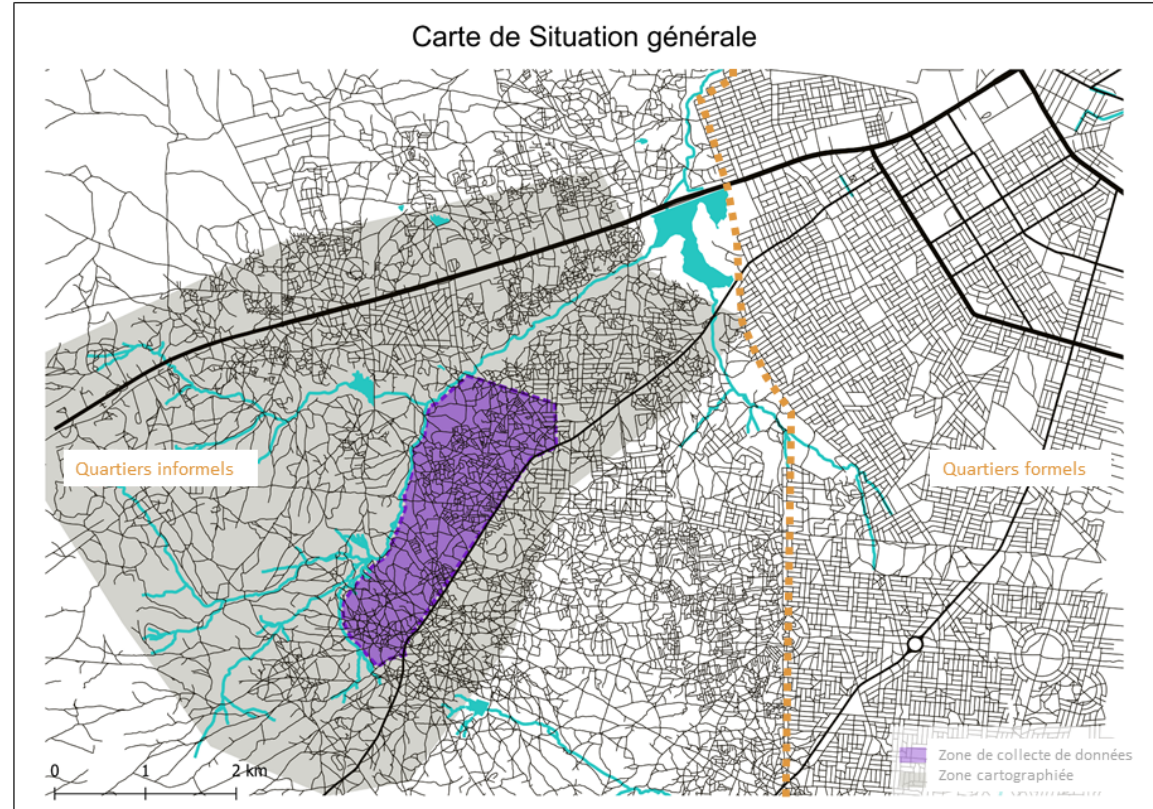 Carte de Situation générale
Quartiers informels
Quartiers formels
Zone de collecte de données
Zone cartographiée
0 1 2 km